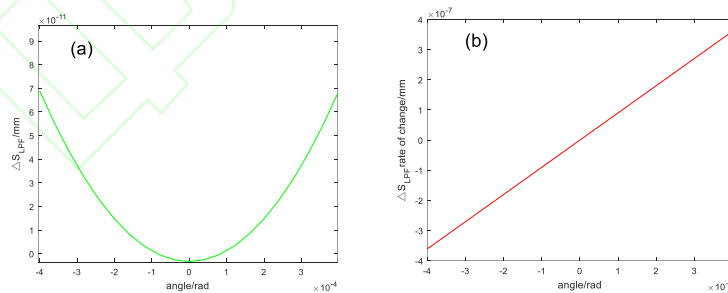 ×10⁻¹¹
(a)
9
8
7
6
5
4
3
2
1
0
△S_LPF/mm
-4 -3 -2 -1 0 1 2 3
angle/rad
×10⁻⁴
×10⁻⁷
(b)
4
3
2
1
0
-1
-2
-3
-4
△S_LPF rate of change/mm
-4 -3 -2 -1 0 1 2 3
angle/rad
×10⁻